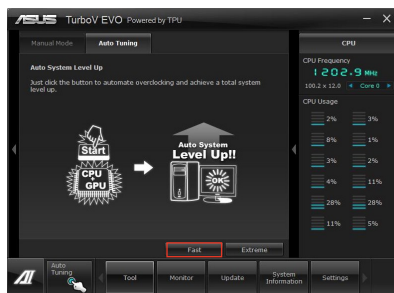 ASUS TurboV EVO Powered by TPU
Manual Mode Auto Tuning
Auto System Level Up
Just click the button to automate overclocking and achieve a total system
level up.
Start
CPU
+
GPU
Auto System
Level Up!!
OK
Fast Extreme
CPU
CPU Frequency
1202.9 MHz
100.2 x 12.0 Core 0
CPU Usage
2% 3%
8% 1%
3% 2%
4% 11%
28% 28%
11% 5%
AI
Auto
Tuning
Tool Monitor Update System
Information Settings